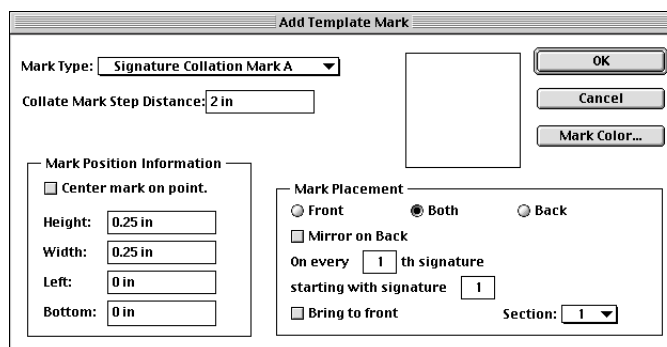 Add Template Mark
Mark Type: Signature Collation Mark A
Collate Mark Step Distance: 2 in
OK
Cancel
Mark Color...
Mark Position Information
Center mark on point.
Height: 0.25 in
Width: 0.25 in
Left: 0 in
Bottom: 0 in
Mark Placement
Front Both Back
Mirror on Back
On every 1 th signature
starting with signature 1
Bring to front Section: 1